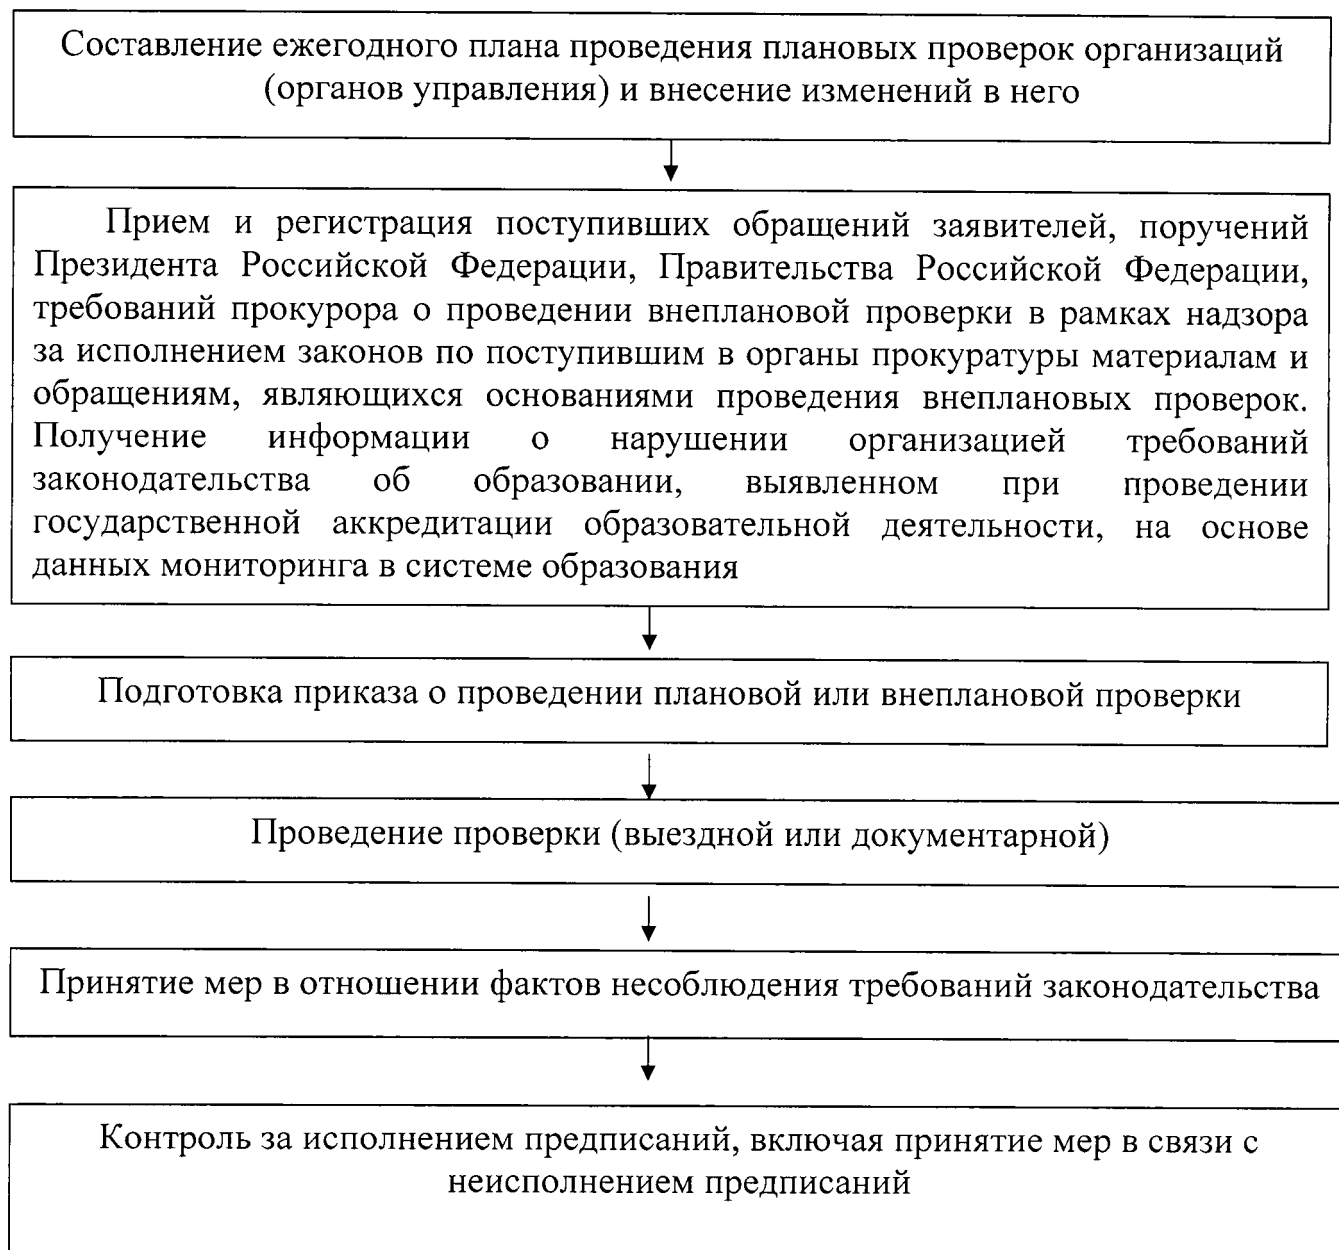 Составление ежегодного плана проведения плановых проверок организаций
(органов управления) и внесение изменений в него
Прием и регистрация поступивших обращений заявителей, поручений
Президента Российской Федерации, Правительства Российской Федерации,
требований прокурора о проведении внеплановой проверки в рамках надзора
за исполнением законов по поступившим в органы прокуратуры материалам и
обращениям, являющихся основаниями проведения внеплановых проверок.
Получение информации о нарушении организацией требований
законодательства об образовании, выявленном при проведении
государственной аккредитации образовательной деятельности, на основе
данных мониторинга в системе образования
Подготовка приказа о проведении плановой или внеплановой проверки
Проведение проверки (выездной или документарной)
Принятие мер в отношении фактов несоблюдения требований законодательства
Контроль за исполнением предписаний, включая принятие мер в связи с
неисполнением предписаний